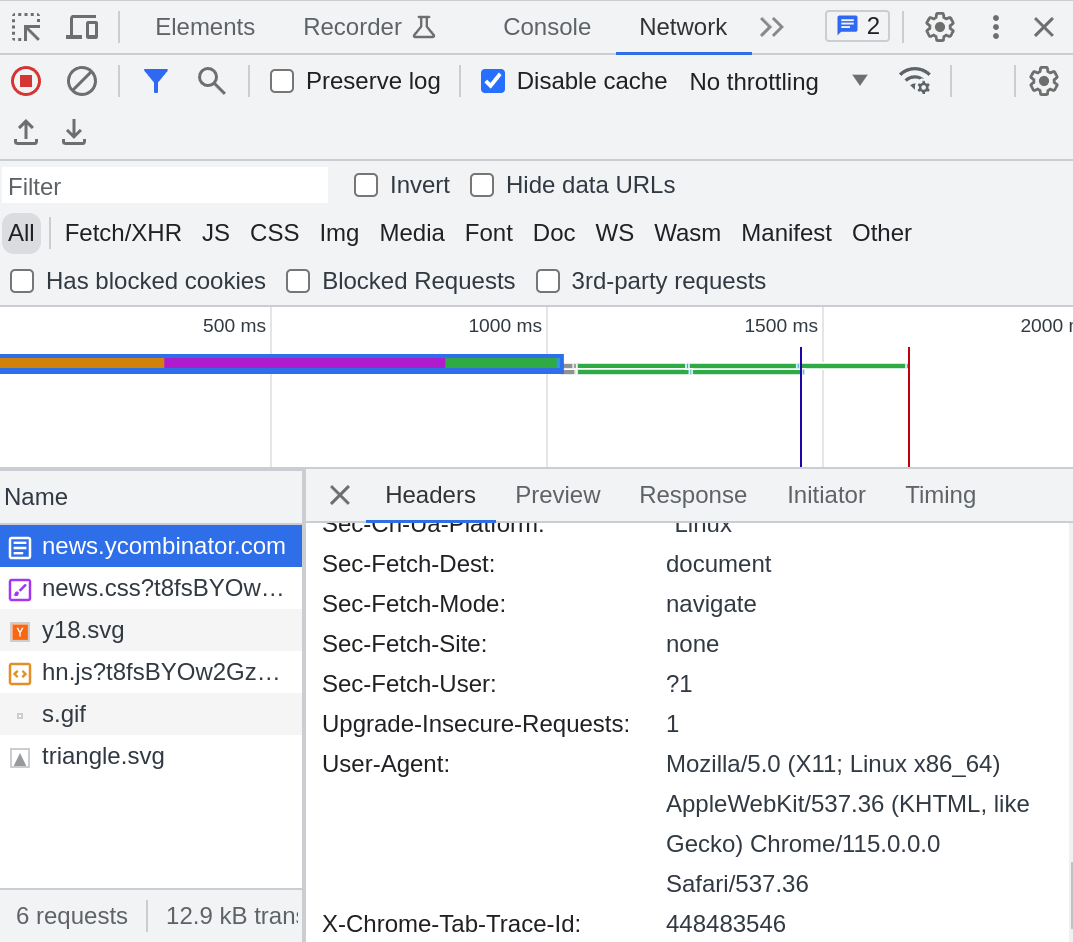 Elements Recorder Console Network 2
Preserve log Disable cache No throttling
Filter Invert Hide data URLs
All Fetch/XHR JS CSS Img Media Font Doc WS Wasm Manifest Other
Has blocked cookies Blocked Requests 3rd-party requests
500 ms 1000 ms 1500 ms 2000
Name
news.ycombinator.com
news.css?t8fsBYOw…
y18.svg
hn.js?t8fsBYOw2Gz…
s.gif
triangle.svg
6 requests 12.9 kB
Headers Preview Response Initiator Timing
Sec-Ch-Ua-Platform: Linux
Sec-Fetch-Dest: document
Sec-Fetch-Mode: navigate
Sec-Fetch-Site: none
Sec-Fetch-User: ?1
Upgrade-Insecure-Requests: 1
User-Agent: Mozilla/5.0 (X11; Linux x86_64)
AppleWebKit/537.36 (KHTML, like
Gecko) Chrome/115.0.0.0
Safari/537.36
X-Chrome-Tab-Trace-Id: 448483546